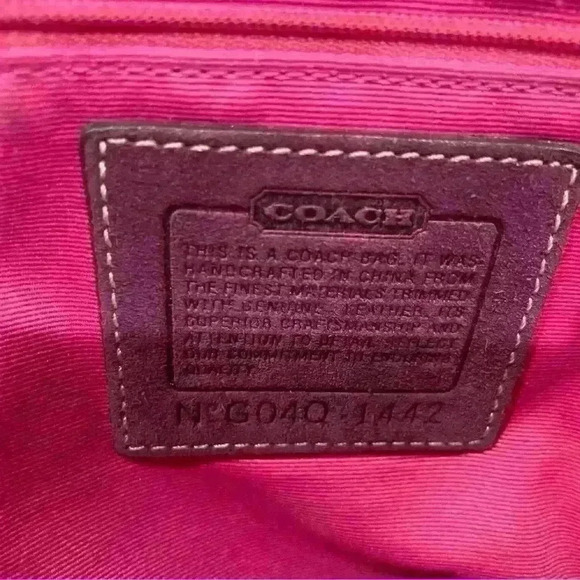 COACH
THIS IS A COACH BAG. IT WAS
HANDCRAFTED IN CHINA FROM
THE FINEST MATERIALS TRIMMED
WITH GENUINE LEATHER. ITS
SUPERIOR CRAFTSMANSHIP AND
ATTENTION TO DETAIL REFLECT
OUR COMMITMENT TO ENDURING
QUALITY.
Nº G04Q-1442